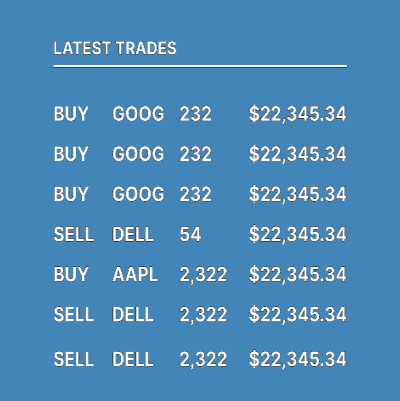 LATEST TRADES
BUY GOOG 232 $22,345.34
BUY GOOG 232 $22,345.34
BUY GOOG 232 $22,345.34
SELL DELL 54 $22,345.34
BUY AAPL 2,322 $22,345.34
SELL DELL 2,322 $22,345.34
SELL DELL 2,322 $22,345.34